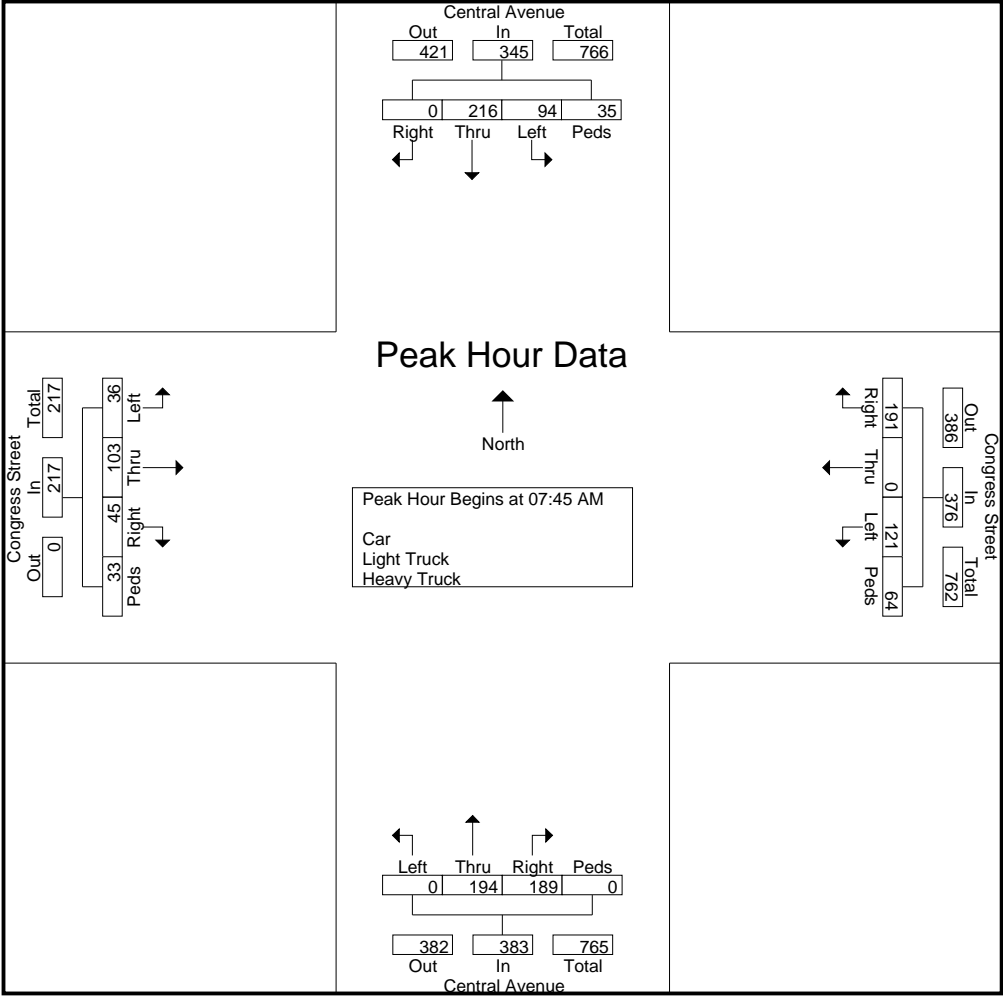 Central Avenue
Out In Total
421 345 766
0 216 94 35
Right Thru Left Peds
Peak Hour Data
North
Peak Hour Begins at 07:45 AM
Car
Light Truck
Heavy Truck
Congress Street
Total In Out
217 217 0
36 103 45 33
Left Thru Right Peds
Congress Street
Out In Total
386 376 762
191 0 121 64
Right Thru Left Peds
Left Thru Right Peds
0 194 189 0
382 383 765
Out In Total
Central Avenue